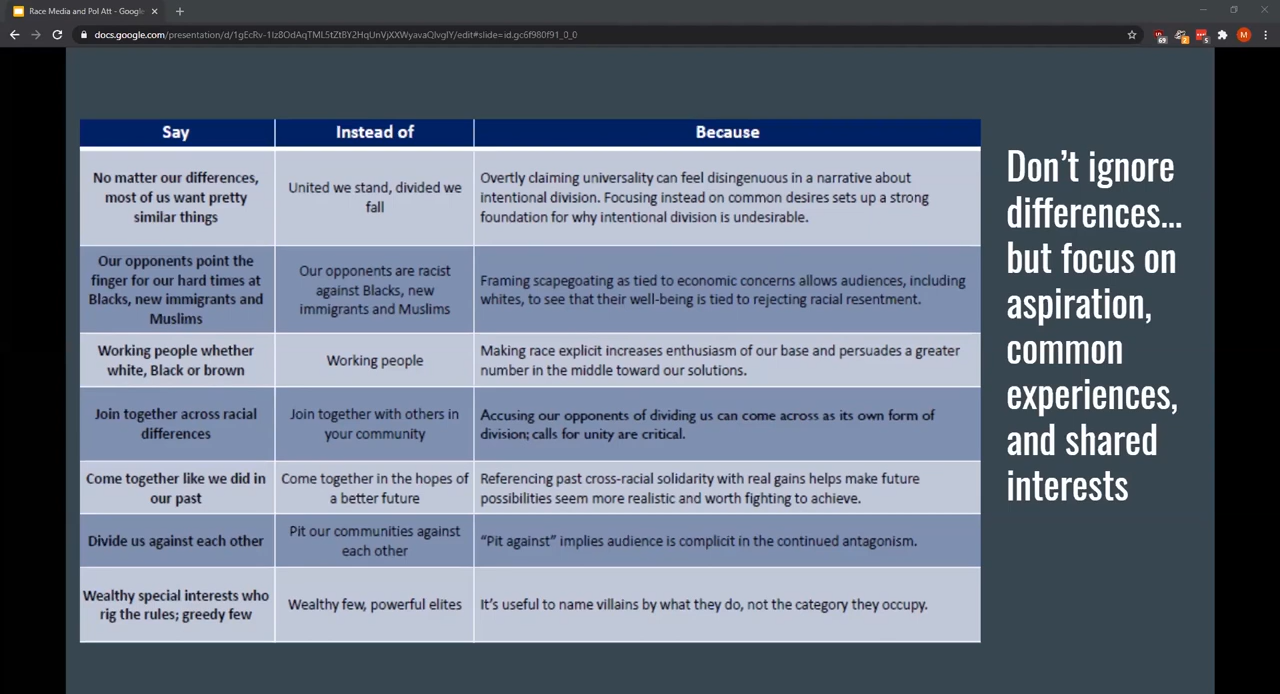 Race Media and Pol Att - Google
docs.google.com/presentation/d/
Say
Instead of
Because
No matter our differences,
most of us want pretty
similar things
United we stand, divided we
fall
Overtly claiming universality can feel disingenuous in a narrative about
intentional division. Focusing instead on common desires sets up a strong
foundation for why intentional division is undesirable.
Our opponents point the
finger for our hard times at
Blacks, new immigrants and
Muslims
Our opponents are racist
against Blacks, new
immigrants and Muslims
Framing scapegoating as tied to economic concerns allows audiences, including
whites, to see that their well-being is tied to rejecting racial resentment.
Working people whether
white, Black or brown
Working people
Making race explicit increases enthusiasm of our base and persuades a greater
number in the middle toward our solutions.
Join together across racial
differences
Join together with others in
your community
Accusing our opponents of dividing us can come across as its own form of
division; calls for unity are critical.
Come together like we did in
our past
Come together in the hopes of
a better future
Referencing past cross-racial solidarity with real gains helps make future
possibilities seem more realistic and worth fighting to achieve.
Divide us against each other
Pit our communities against
each other
“Pit against” implies audience is complicit in the continued antagonism.
Wealthy special interests who
rig the rules; greedy few
Wealthy few, powerful elites
It’s useful to name villains by what they do, not the category they occupy.
Don’t ignore
differences...
but focus on
aspiration,
common
experiences,
and shared
interests